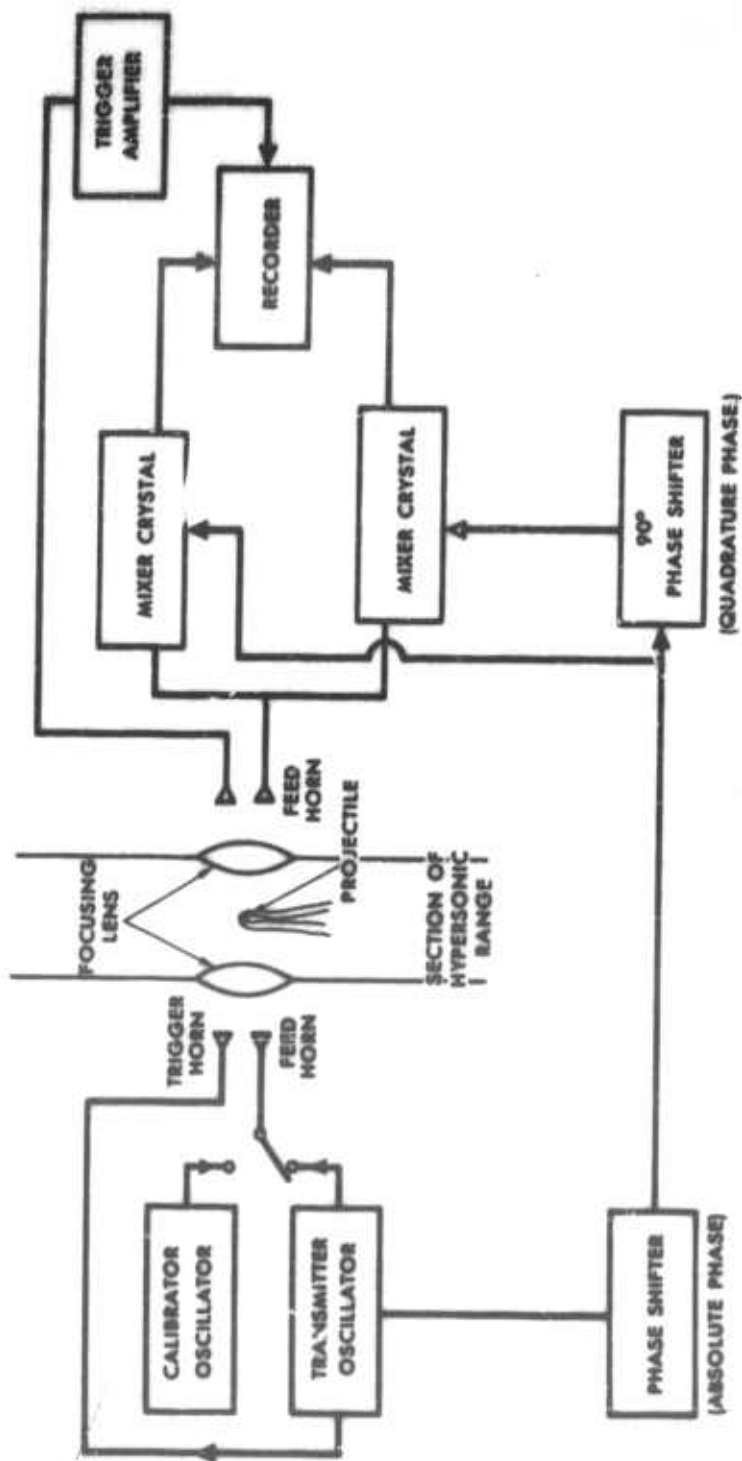 TRIGGER
AMPLIFIER
RECORDER
MIXER CRYSTAL
MIXER CRYSTAL
90°
PHASE SHIFTER
(QUADRATURE PHASE)
FOCUSING
LENS
FEED
HORN
PROJECTILE
SECTION OF
HYPERSONIC
RANGE
TRIGGER
HORN
FEED
HORN
CALIBRATOR
OSCILLATOR
TRANSMITTER
OSCILLATOR
PHASE SHIFTER
(ABSOLUTE PHASE)